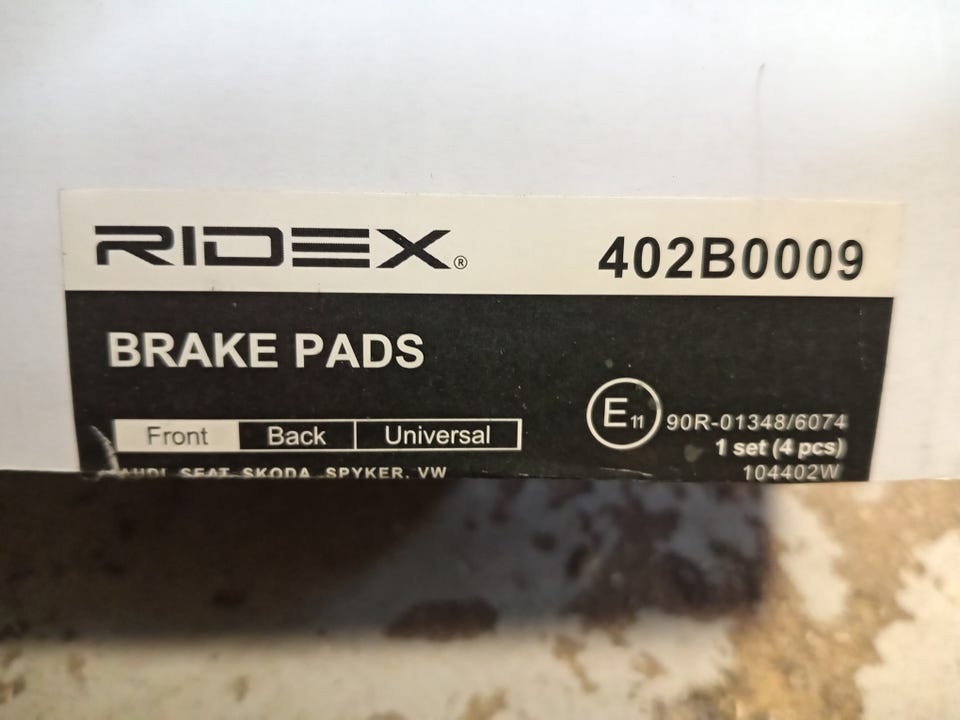 RIDEX®
402B0009
BRAKE PADS
Front Back Universal
E11 90R-01348/6074
1 set (4 pcs)
AUDI, SEAT, SKODA, SPYKER, VW
104402W